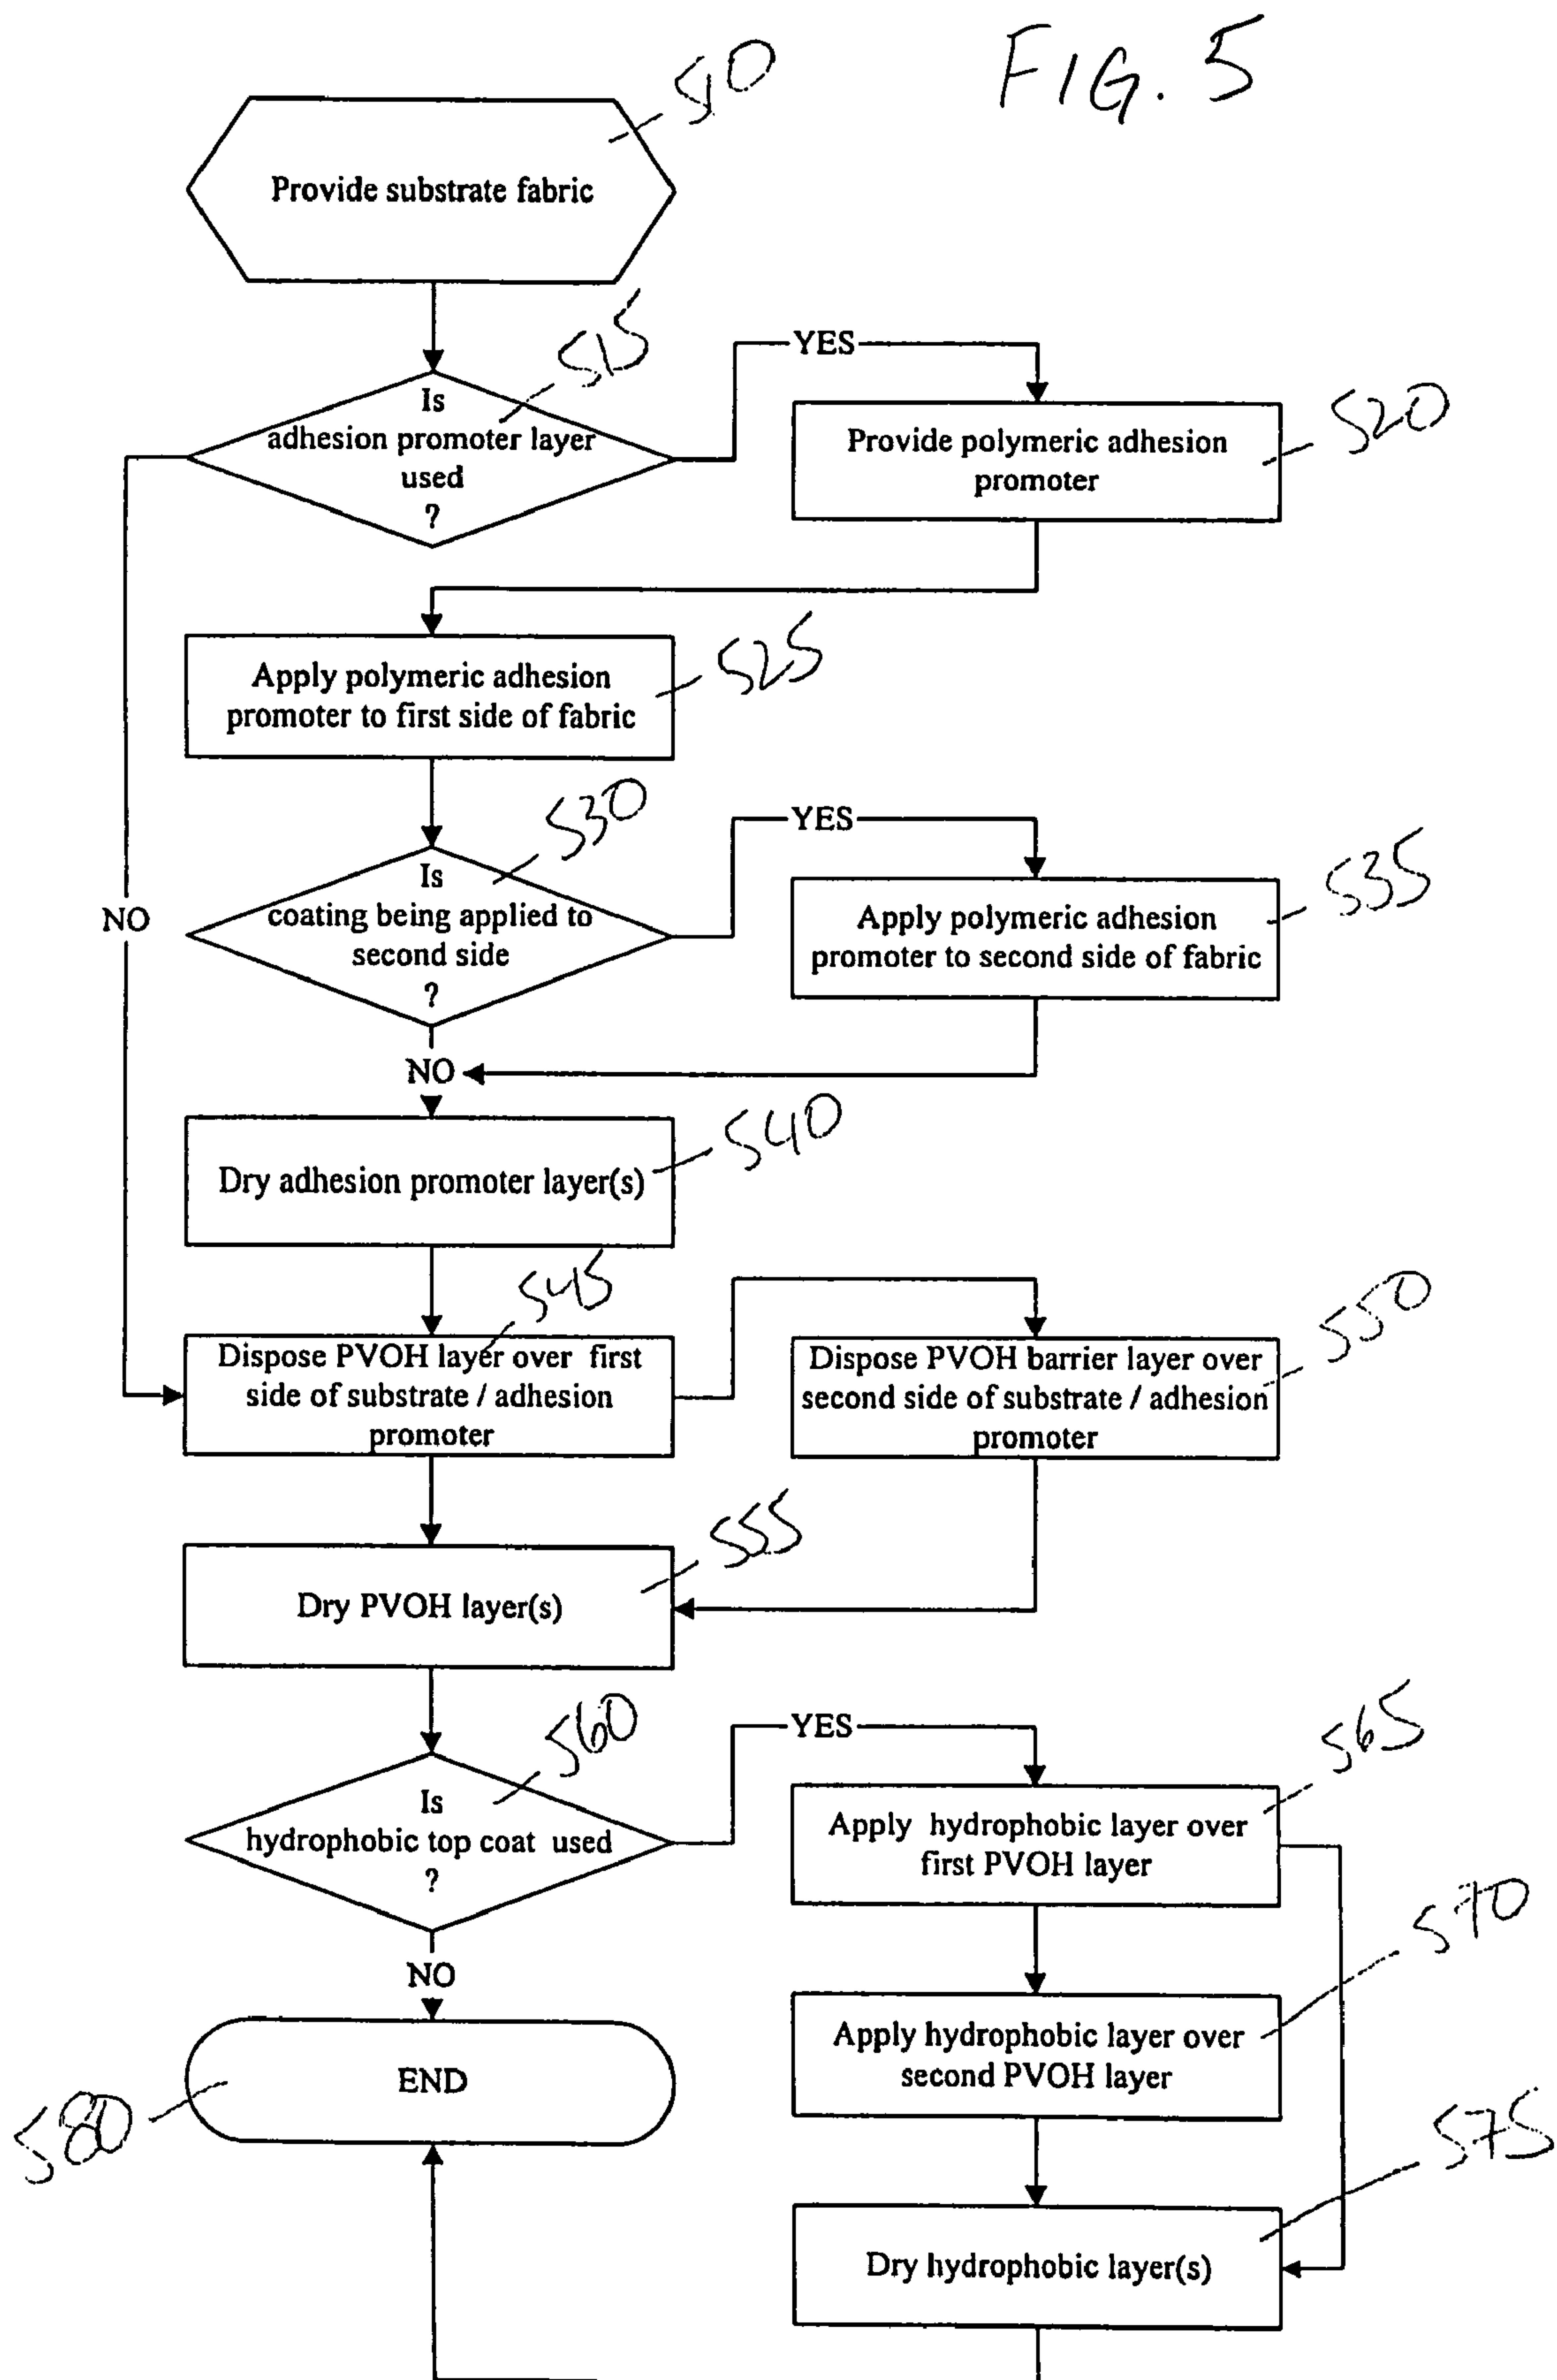 FIG. 5
510
Provide substrate fabric
515
YES
Is
adhesion promoter layer
used
?
520
Provide polymeric adhesion
promoter
525
Apply polymeric adhesion
promoter to first side of fabric
530
YES
Is
coating being applied to
second side
?
535
Apply polymeric adhesion
promoter to second side of fabric
NO
NO
540
Dry adhesion promoter layer(s)
545
Dispose PVOH layer over first
side of substrate / adhesion
promoter
550
Dispose PVOH barrier layer over
second side of substrate / adhesion
promoter
555
Dry PVOH layer(s)
560
YES
Is
hydrophobic top coat used
?
565
Apply hydrophobic layer over
first PVOH layer
NO
570
Apply hydrophobic layer over
second PVOH layer
END
580
575
Dry hydrophobic layer(s)